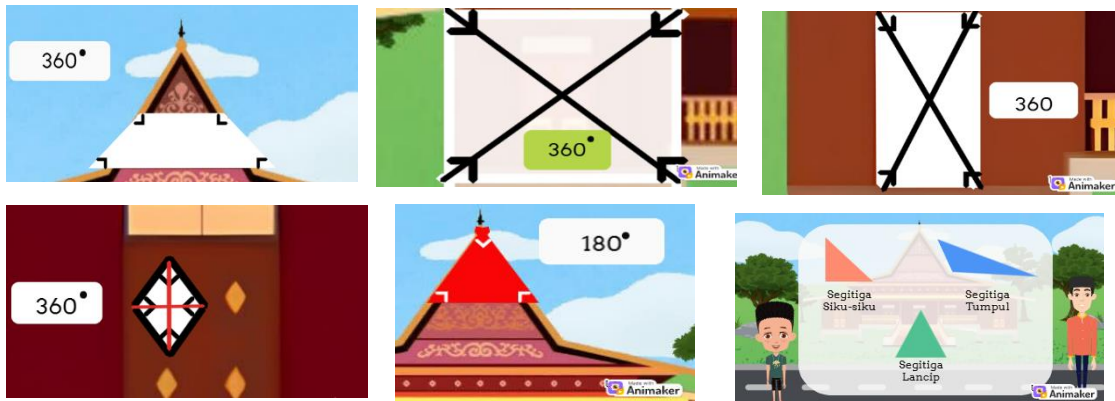 360°
360°
Made with
Animaker
360
Made with
Animaker
360°
180°
Made with
Animaker
Segitiga
Siku-siku
Segitiga
Tumpul
Segitiga
Lancip
Made with
Animaker